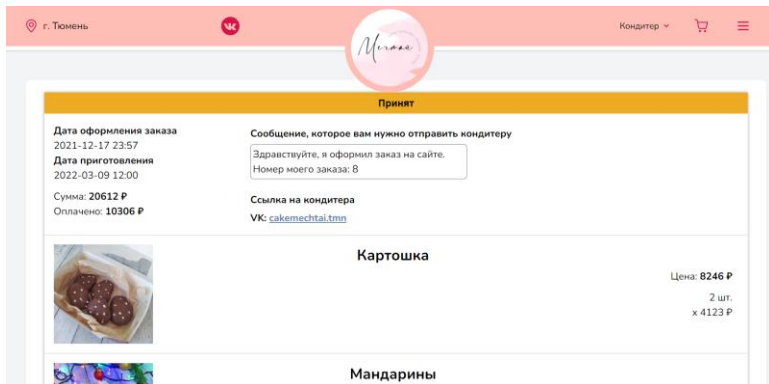 г. Тюмень
Мечтай
Кондитер
Принят
Дата оформления заказа
2021-12-17 23:57
Дата приготовления
2022-03-09 12:00
Сумма: 20612 ₽
Оплачено: 10306 ₽
Сообщение, которое вам нужно отправить кондитеру
Здравствуйте, я оформил заказ на сайте.
Номер моего заказа: 8
Ссылка на кондитера
VK: cakemechtai.tmn
Картошка
Цена: 8246 ₽
2 шт.
x 4123 ₽
Мандарины